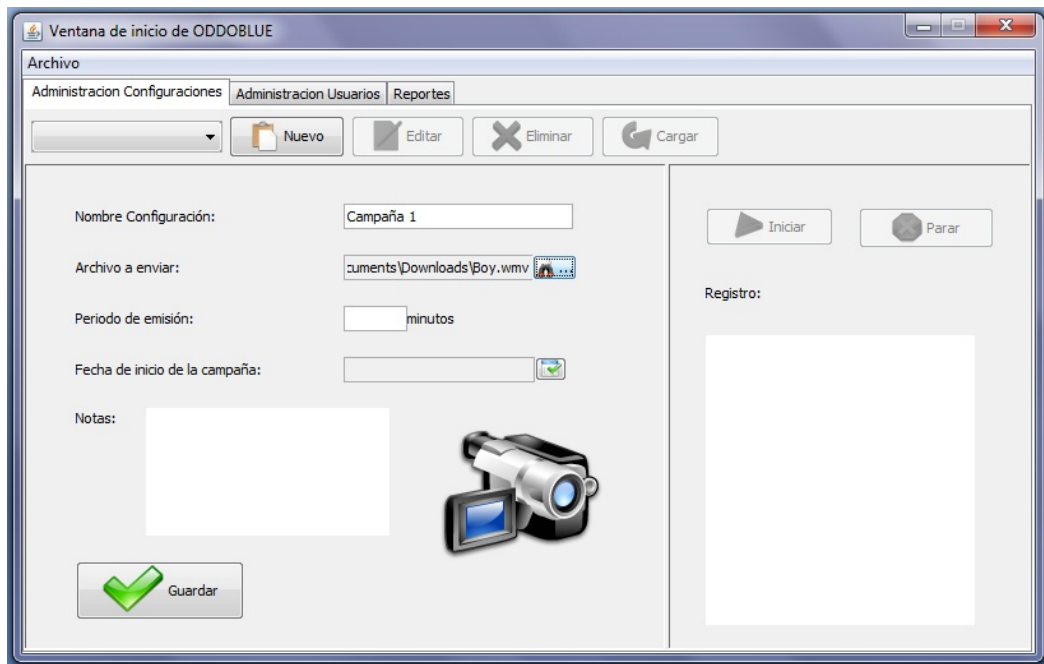 Ventana de inicio de ODDOBLUE
Archivo
Administracion Configuraciones Administracion Usuarios Reportes
Nuevo Editar Eliminar Cargar
Nombre Configuración: Campaña 1
Iniciar Parar
Archivo a enviar: cuments\Downloads\Boy.wmv ...
Registro:
Periodo de emisión: minutos
Fecha de inicio de la campaña:
Notas:
Guardar